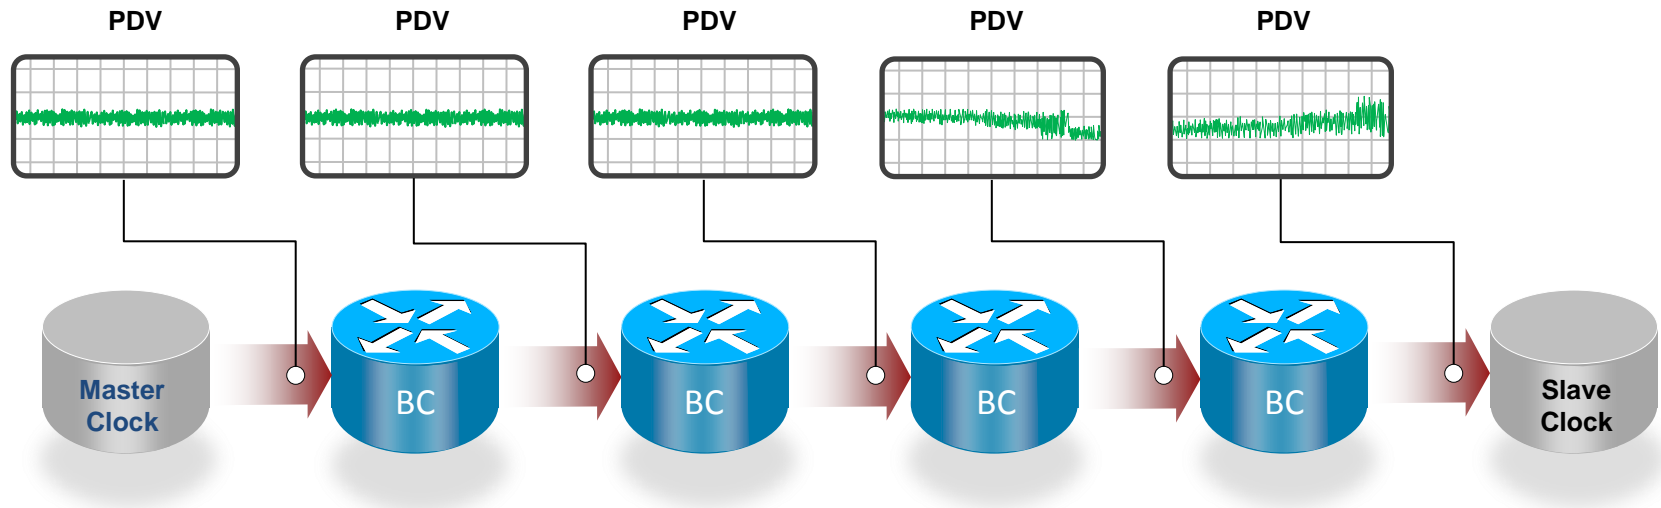 PDV
PDV
PDV
PDV
PDV
Master
Clock
BC
BC
BC
BC
Slave
Clock